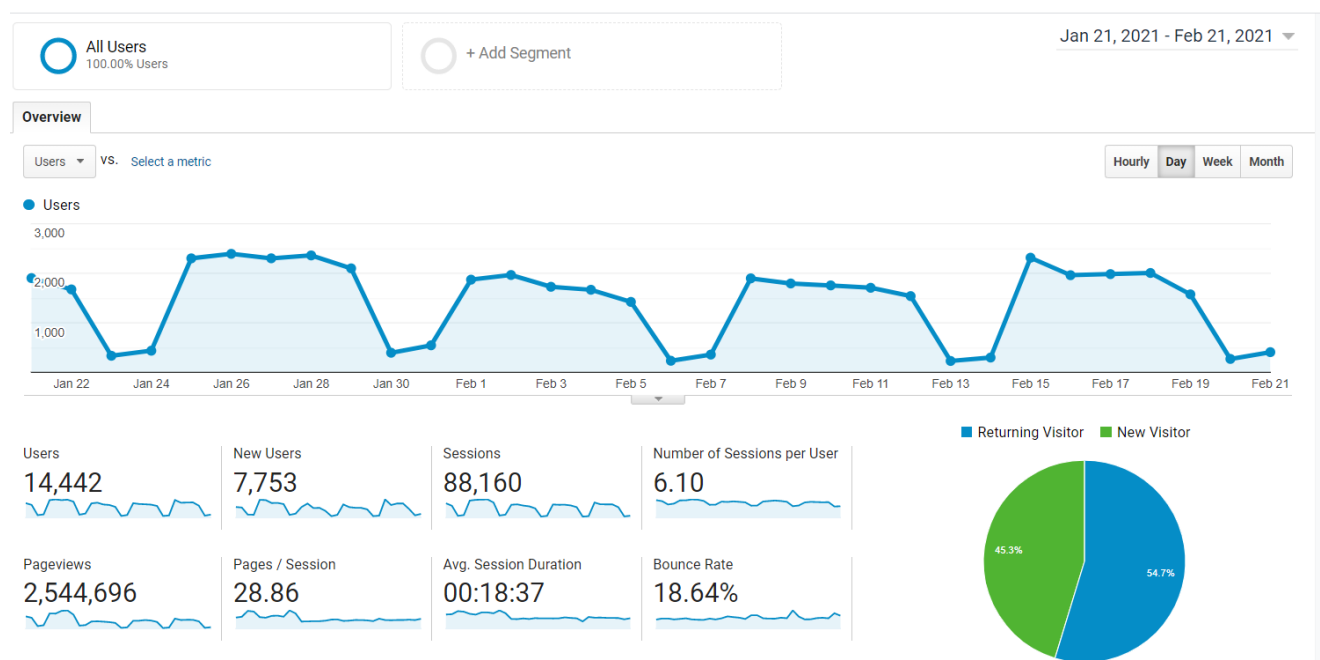 All Users
100.00% Users
+ Add Segment
Jan 21, 2021 - Feb 21, 2021
Overview
Users VS. Select a metric
Hourly Day Week Month
Users
3,000
2,000
1,000
Jan 22 Jan 24 Jan 26 Jan 28 Jan 30 Feb 1 Feb 3 Feb 5 Feb 7 Feb 9 Feb 11 Feb 13 Feb 15 Feb 17 Feb 19 Feb 21
Returning Visitor New Visitor
Users New Users Sessions Number of Sessions per User
14,442 7,753 88,160 6.10
Pageviews Pages / Session Avg. Session Duration Bounce Rate
2,544,696 28.86 00:18:37 18.64%
45.3%
54.7%